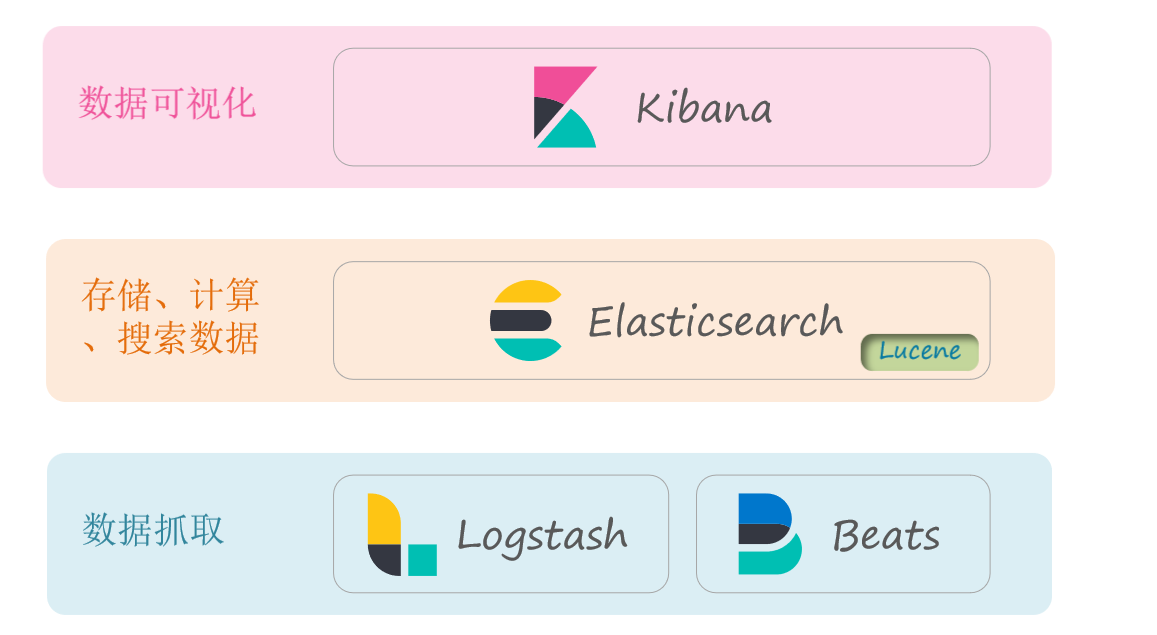 数据可视化
Kibana
存储、计算
、搜索数据
Elasticsearch
Lucene
数据抓取
Logstash
Beats